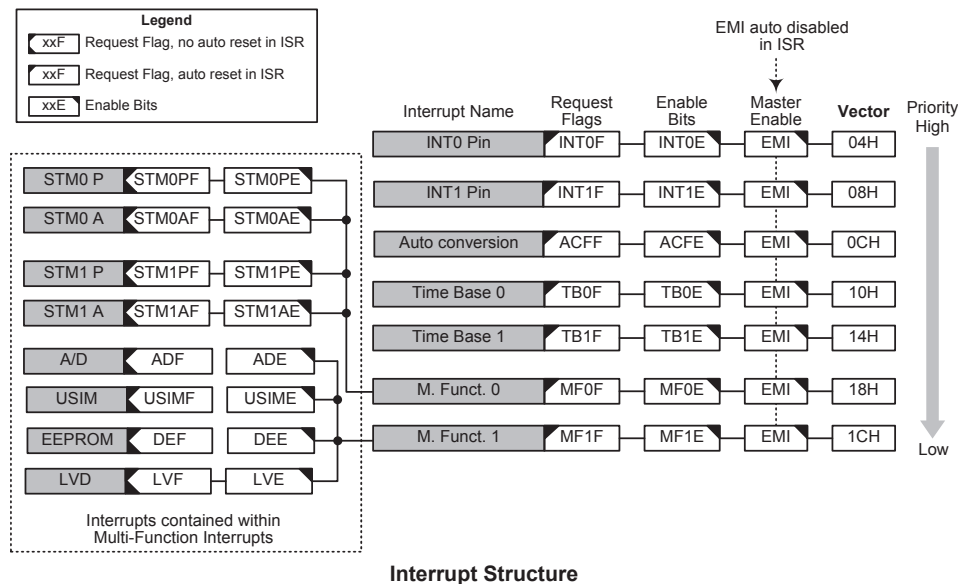 Legend
xxF Request Flag, no auto reset in ISR
xxF Request Flag, auto reset in ISR
xxE Enable Bits
EMI auto disabled
in ISR
Interrupt Name Request Flags Enable Bits Master Enable Vector Priority High
INT0 Pin INT0F INT0E EMI 04H
INT1 Pin INT1F INT1E EMI 08H
Auto conversion ACFF ACFE EMI 0CH
Time Base 0 TB0F TB0E EMI 10H
Time Base 1 TB1F TB1E EMI 14H
M. Funct. 0 MF0F MF0E EMI 18H
M. Funct. 1 MF1F MF1E EMI 1CH
Low
STM0 P STM0PF STM0PE
STM0 A STM0AF STM0AE
STM1 P STM1PF STM1PE
STM1 A STM1AF STM1AE
A/D ADF ADE
USIM USIMF USIME
EEPROM DEF DEE
LVD LVF LVE
Interrupts contained within
Multi-Function Interrupts
Interrupt Structure